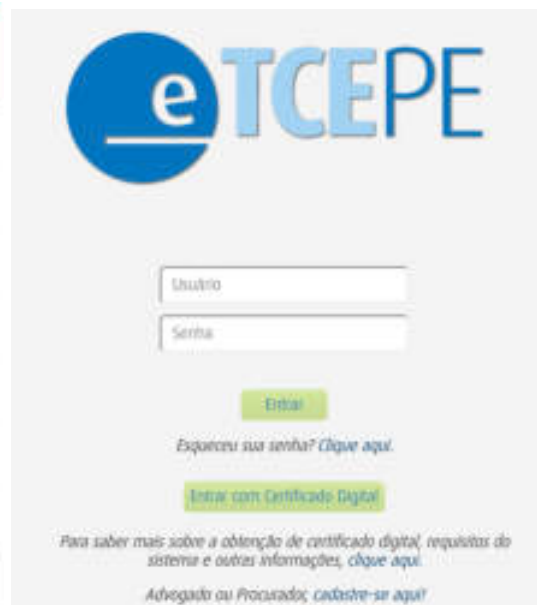 e TCEPE
Usuário
Senha
Entrar
Esqueceu sua senha? Clique aqui.
Entrar com Certificado Digital
Para saber mais sobre a obtenção de certificado digital, requisitos do
sistema e outras informações, clique aqui.
Advogado ou Procurador, cadastre-se aqui!